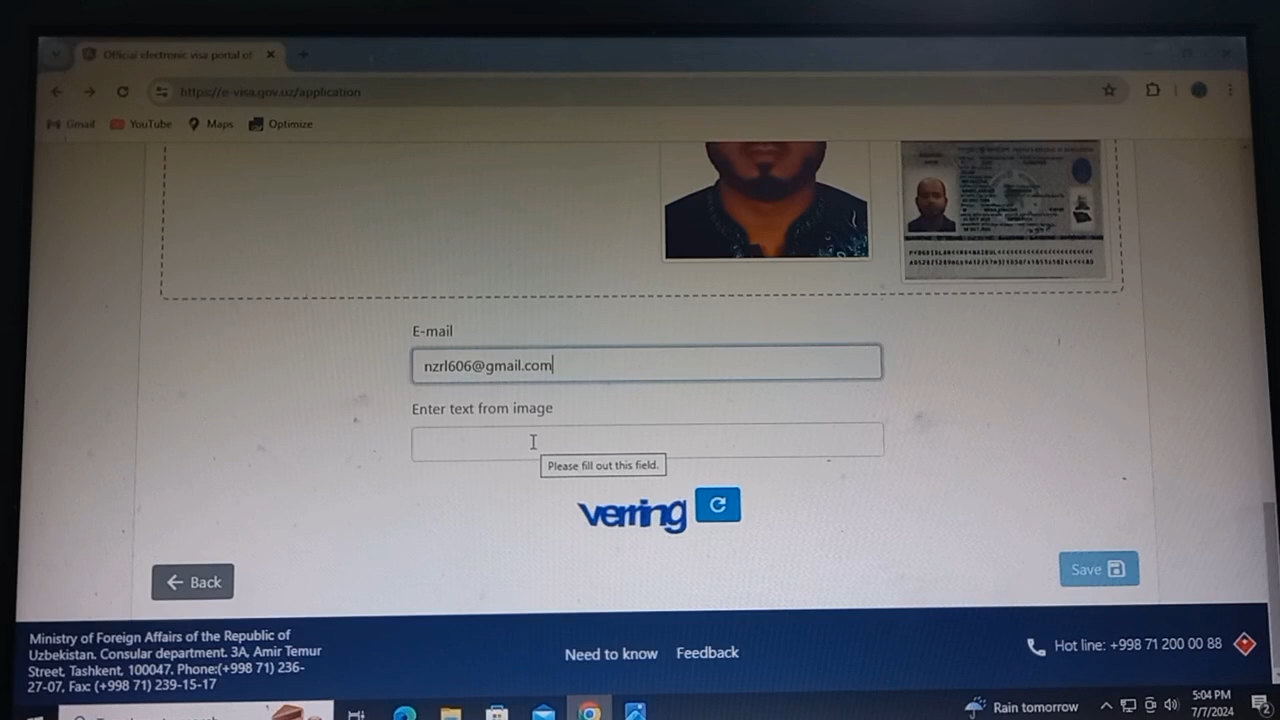 Official electronic visa portal of
https://e-visa.gov.uz/application
Gmail YouTube Maps Optimize
E-mail
nzrl606@gmail.com
Enter text from image
Please fill out this field.
verring
Back
Save
Ministry of Foreign Affairs of the Republic of
Uzbekistan. Consular department. 3A, Amir Temur
Street, Tashkent, 100047, Phone:(+998 71) 236-
27-07, Fax: (+998 71) 239-15-17
Need to know Feedback
Hot line: +998 71 200 00 88
Rain tomorrow
5:04 PM
7/7/2024
2